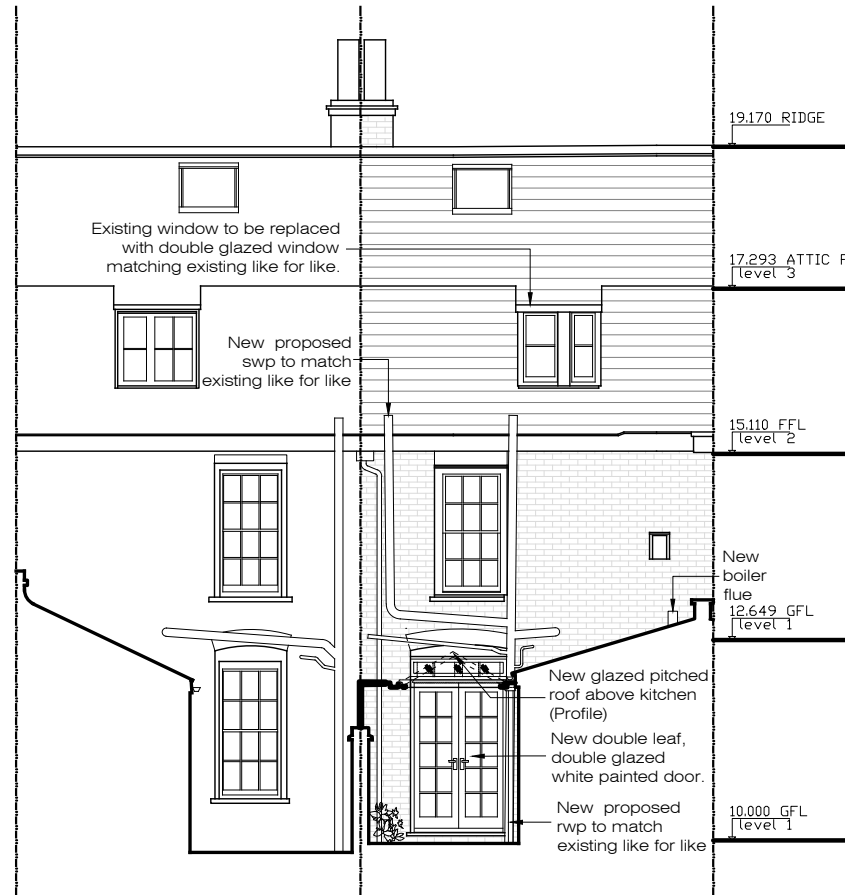 19.170 RIDGE
Existing window to be replaced
with double glazed window
matching existing like for like.
17.293 ATTIC F
level 3
New proposed
swp to match
existing like for like
15.110 FFL
level 2
New
boiler
flue
12.649 GFL
level 1
New glazed pitched
roof above kitchen
(Profile)
New double leaf,
double glazed
white painted door.
New proposed
rwp to match
existing like for like
10.000 GFL
level 1